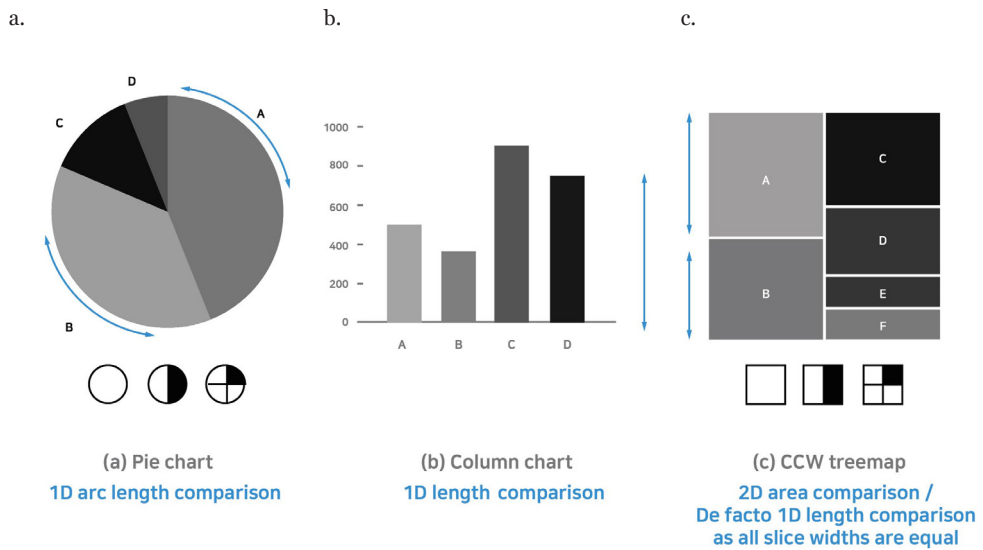 a.
b.
c.
D
A
C
B
1000
800
600
400
200
0
A
B
C
D
A
B
C
D
E
F
(a) Pie chart
1D arc length comparison
(b) Column chart
1D length comparison
(c) CCW treemap
2D area comparison /
De facto 1D length comparison
as all slice widths are equal